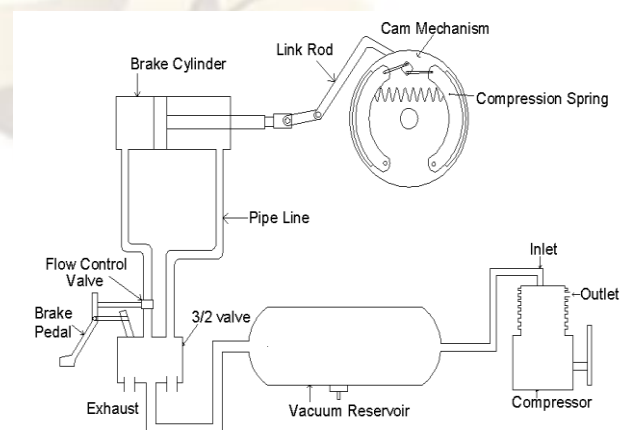 Cam Mechanism
Link Rod
Brake Cylinder
Compression Spring
Pipe Line
Inlet
Flow Control
Valve
Outlet
Brake
Pedal
3/2 valve
Exhaust
Vacuum Reservoir
Compressor